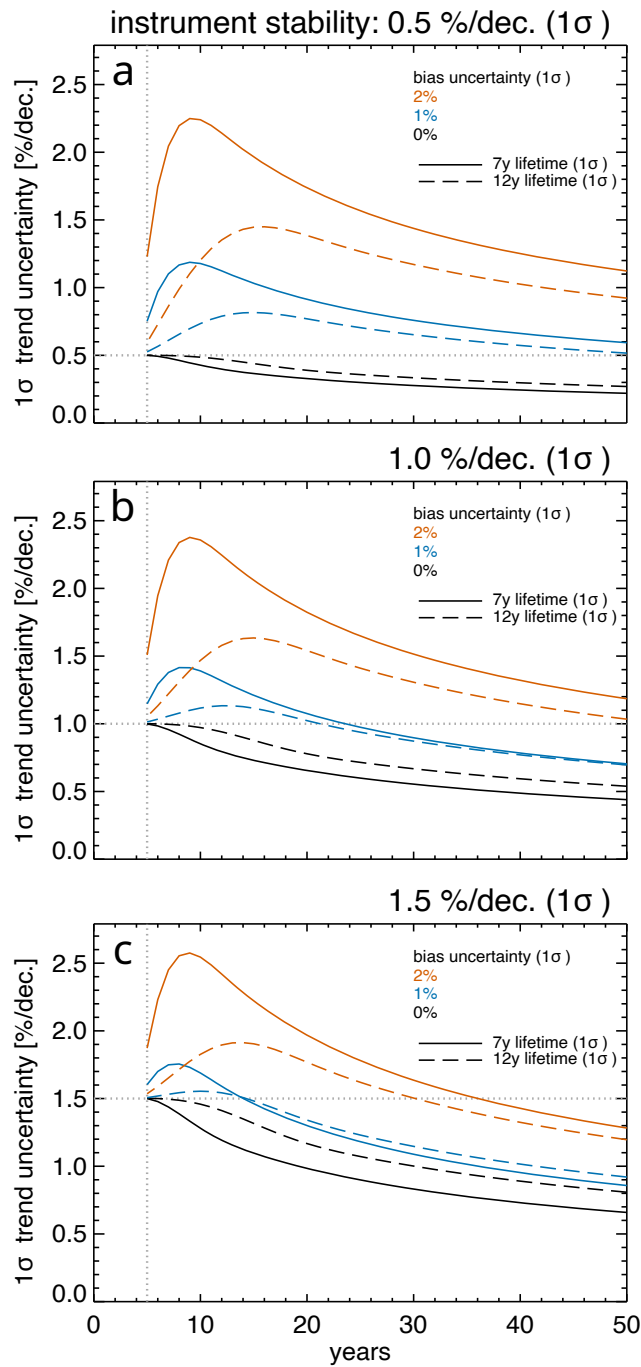 instrument stability: 0.5 %/dec. (1σ )
a
bias uncertainty (1σ )
2%
1%
0%
7y lifetime (1σ )
12y lifetime (1σ )
2.5
2.0
1.5
1.0
0.5
0.0
1σ trend uncertainty [%/dec.]
1.0 %/dec. (1σ )
b
bias uncertainty (1σ )
2%
1%
0%
7y lifetime (1σ )
12y lifetime (1σ )
2.5
2.0
1.5
1.0
0.5
0.0
1σ trend uncertainty [%/dec.]
1.5 %/dec. (1σ )
c
bias uncertainty (1σ )
2%
1%
0%
7y lifetime (1σ )
12y lifetime (1σ )
2.5
2.0
1.5
1.0
0.5
0.0
1σ trend uncertainty [%/dec.]
0 10 20 30 40 50
years